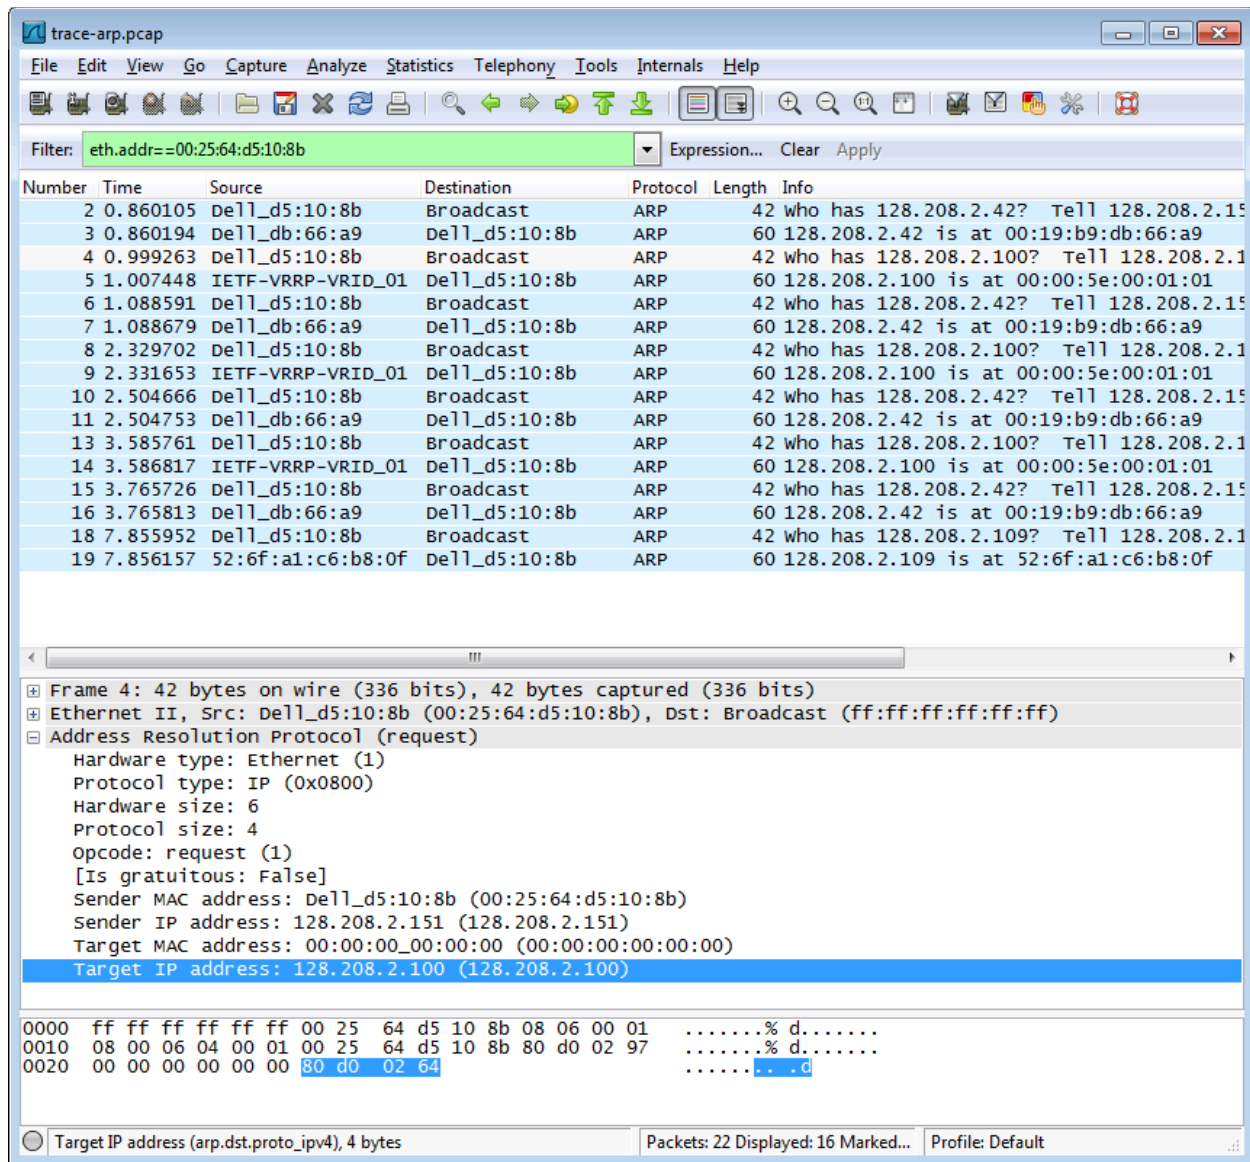 trace-arp.pcap
File Edit View Go Capture Analyze Statistics Telephony Tools Internals Help
Filter: eth.addr==00:25:64:d5:10:8b Expression... Clear Apply
Number Time Source Destination Protocol Length Info
2 0.860105 Dell_d5:10:8b Broadcast ARP 42 Who has 128.208.2.42? Tell 128.208.2.15
3 0.860194 Dell_db:66:a9 Dell_d5:10:8b ARP 60 128.208.2.42 is at 00:19:b9:db:66:a9
4 0.999263 Dell_d5:10:8b Broadcast ARP 42 Who has 128.208.2.100? Tell 128.208.2.1
5 1.007448 IETF-VRRP-VRID_01 Dell_d5:10:8b ARP 60 128.208.2.100 is at 00:00:5e:00:01:01
6 1.088591 Dell_d5:10:8b Broadcast ARP 42 Who has 128.208.2.42? Tell 128.208.2.15
7 1.088679 Dell_db:66:a9 Dell_d5:10:8b ARP 60 128.208.2.42 is at 00:19:b9:db:66:a9
8 2.329702 Dell_d5:10:8b Broadcast ARP 42 Who has 128.208.2.100? Tell 128.208.2.1
9 2.331653 IETF-VRRP-VRID_01 Dell_d5:10:8b ARP 60 128.208.2.100 is at 00:00:5e:00:01:01
10 2.504666 Dell_d5:10:8b Broadcast ARP 42 Who has 128.208.2.42? Tell 128.208.2.15
11 2.504753 Dell_db:66:a9 Dell_d5:10:8b ARP 60 128.208.2.42 is at 00:19:b9:db:66:a9
13 3.585761 Dell_d5:10:8b Broadcast ARP 42 Who has 128.208.2.100? Tell 128.208.2.1
14 3.586817 IETF-VRRP-VRID_01 Dell_d5:10:8b ARP 60 128.208.2.100 is at 00:00:5e:00:01:01
15 3.765726 Dell_d5:10:8b Broadcast ARP 42 Who has 128.208.2.42? Tell 128.208.2.15
16 3.765813 Dell_db:66:a9 Dell_d5:10:8b ARP 60 128.208.2.42 is at 00:19:b9:db:66:a9
18 7.855952 Dell_d5:10:8b Broadcast ARP 42 Who has 128.208.2.109? Tell 128.208.2.1
19 7.856157 52:6f:a1:c6:b8:0f Dell_d5:10:8b ARP 60 128.208.2.109 is at 52:6f:a1:c6:b8:0f
Frame 4: 42 bytes on wire (336 bits), 42 bytes captured (336 bits)
Ethernet II, Src: Dell_d5:10:8b (00:25:64:d5:10:8b), Dst: Broadcast (ff:ff:ff:ff:ff:ff)
Address Resolution Protocol (request)
Hardware type: Ethernet (1)
Protocol type: IP (0x0800)
Hardware size: 6
Protocol size: 4
Opcode: request (1)
[Is gratuitous: False]
Sender MAC address: Dell_d5:10:8b (00:25:64:d5:10:8b)
Sender IP address: 128.208.2.151 (128.208.2.151)
Target MAC address: 00:00:00_00:00:00 (00:00:00:00:00:00)
Target IP address: 128.208.2.100 (128.208.2.100)
0000 ff ff ff ff ff ff 00 25 64 d5 10 8b 08 06 00 01 .......% d.......
0010 08 00 06 04 00 01 00 25 64 d5 10 8b 80 d0 02 97 .......% d.......
0020 00 00 00 00 00 00 80 d0 02 64 ........ .d
Target IP address (arp.dst.proto_ipv4), 4 bytes Packets: 22 Displayed: 16 Marked... Profile: Default